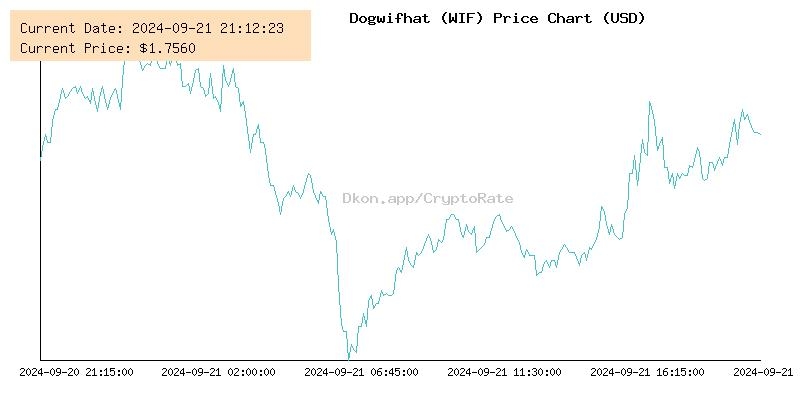 Dogwifhat (WIF) Price Chart (USD)
Current Date: 2024-09-21 21:12:23
Current Price: $1.7560
Dkon.app/CryptoRate
2024-09-20 21:15:00 2024-09-21 02:00:00 2024-09-21 06:45:00 2024-09-21 11:30:00 2024-09-21 16:15:00 2024-09-21